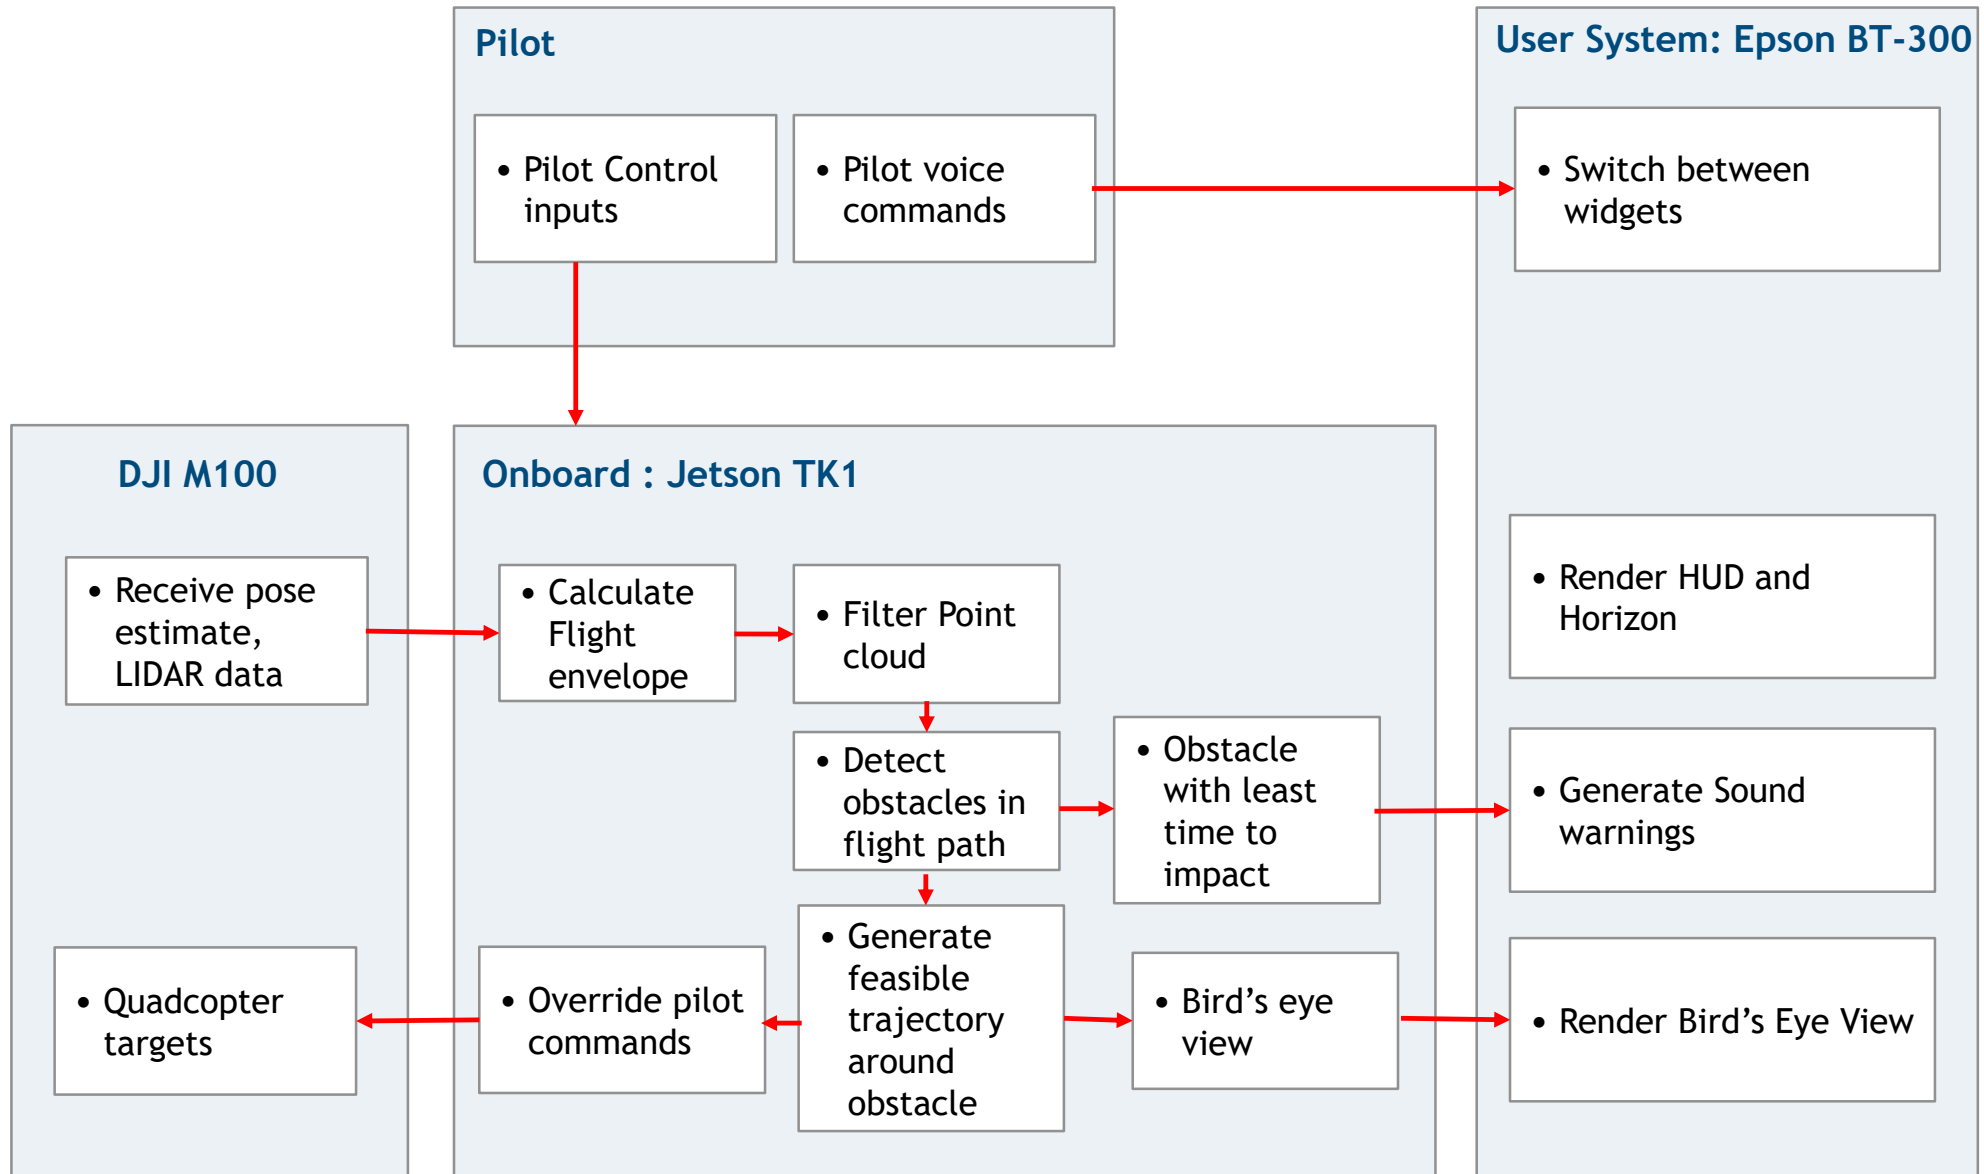 Pilot
• Pilot Control
inputs
• Pilot voice
commands
User System: Epson BT-300
• Switch between
widgets
• Render HUD and
Horizon
• Generate Sound
warnings
• Render Bird’s Eye View
DJI M100
• Receive pose
estimate,
LIDAR data
• Quadcopter
targets
Onboard : Jetson TK1
• Calculate
Flight
envelope
• Filter Point
cloud
• Detect
obstacles in
flight path
• Obstacle
with least
time to
impact
• Override pilot
commands
• Generate
feasible
trajectory
around
obstacle
• Bird’s eye
view